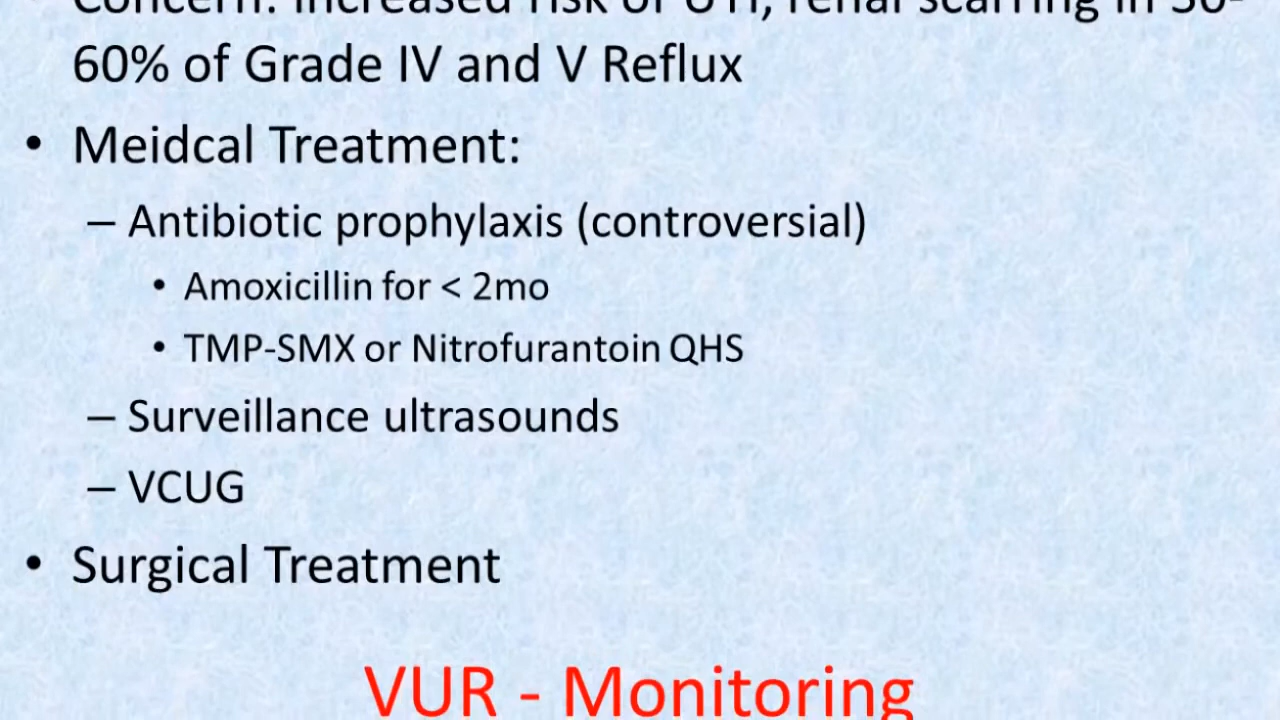 Concern: Increased risk of UTI, renal scarring in 30-
60% of Grade IV and V Reflux
• Meidcal Treatment:
– Antibiotic prophylaxis (controversial)
• Amoxicillin for < 2mo
• TMP-SMX or Nitrofurantoin QHS
– Surveillance ultrasounds
– VCUG
• Surgical Treatment
VUR - Monitoring